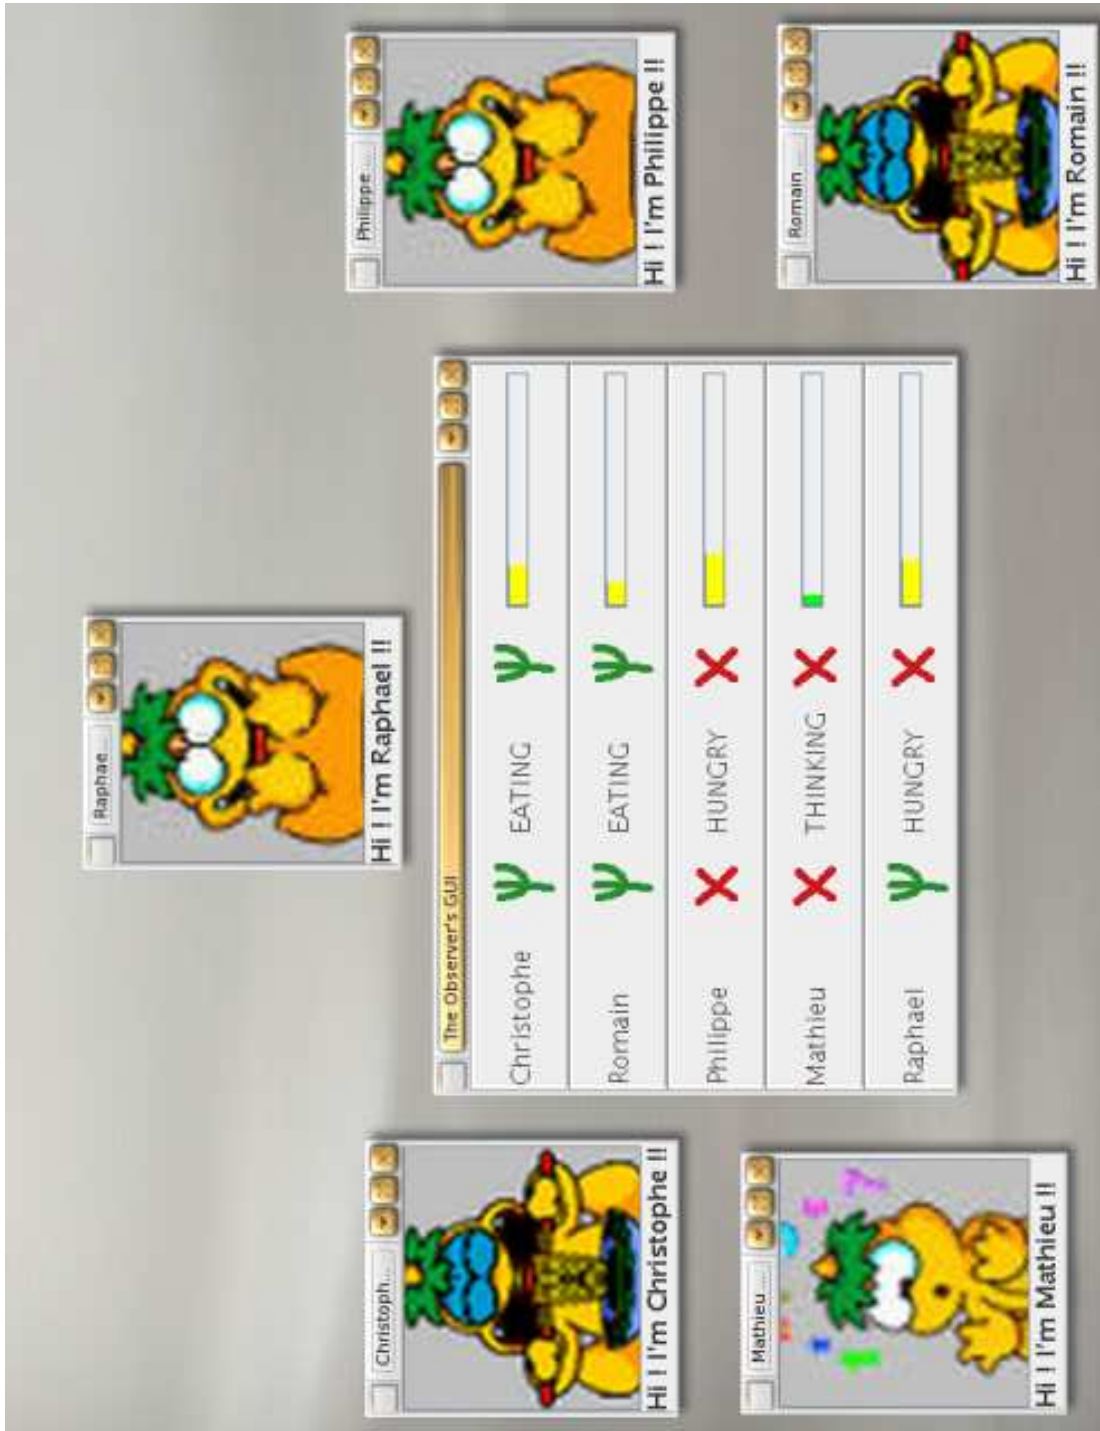 Raphae...
Hi ! I'm Raphael !!
Christoph...
Hi ! I'm Christophe !!
Philippe ...
Hi ! I'm Philippe !!
The Observer's GUI
Christophe EATING
Romain EATING
Philippe HUNGRY
Mathieu THINKING
Raphael HUNGRY
Mathieu ...
Hi ! I'm Mathieu !!
Romain ...
Hi ! I'm Romain !!